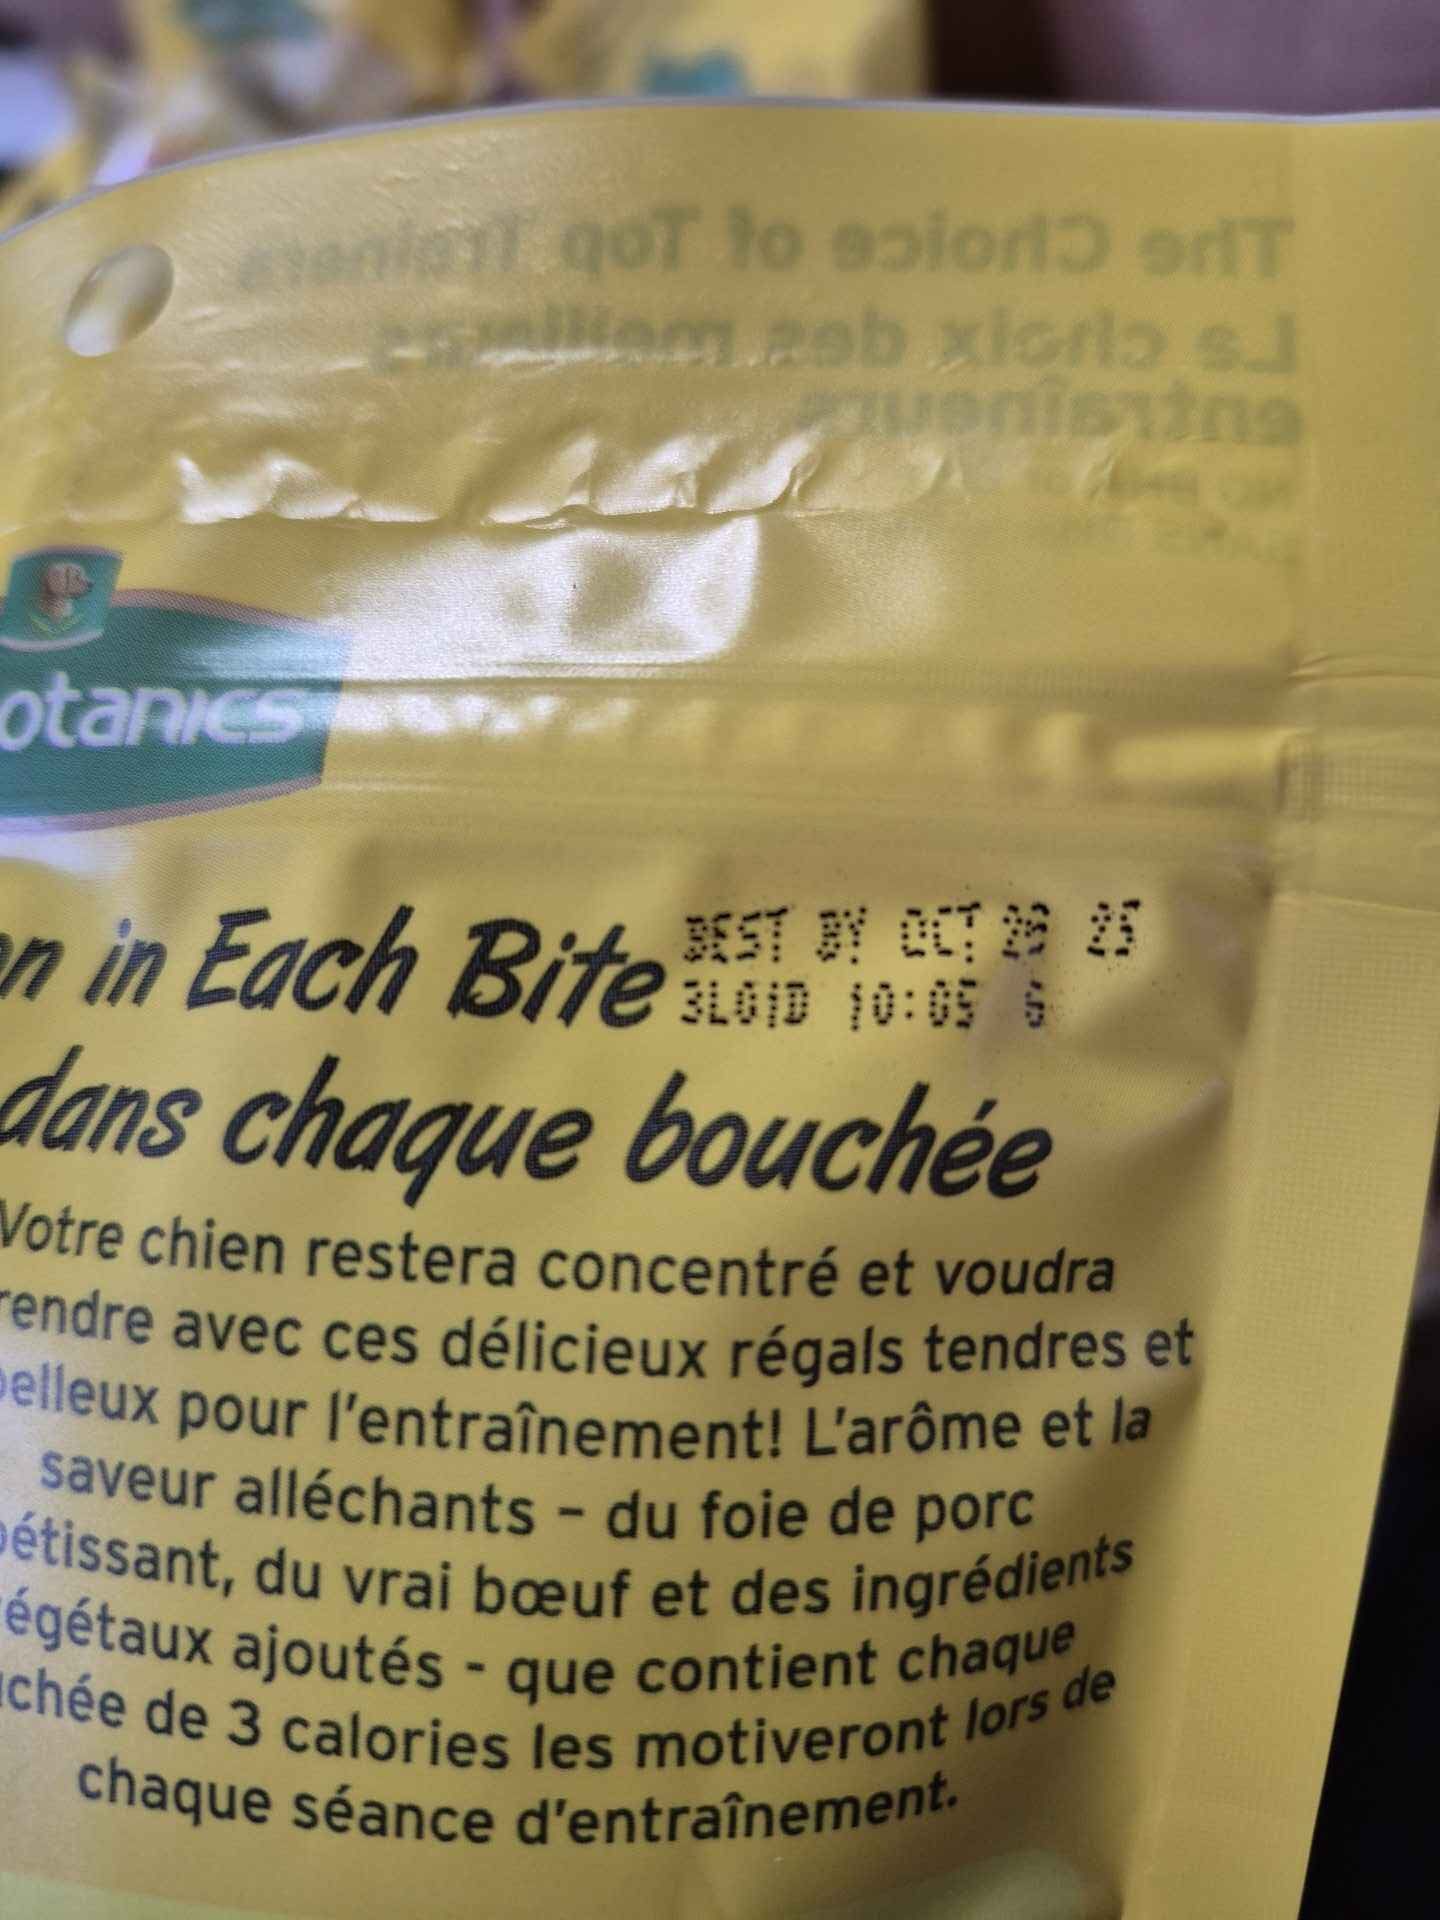 The Choice of Top Trainers
Le choix des meilleurs
entraîneurs
otanics
n in Each Bite
BEST BY OCT 25
3L01D 10:05
dans chaque bouchée
Votre chien restera concentré et voudra
rendre avec ces délicieux régals tendres et
elleux pour l'entraînement! L'arôme et la
saveur alléchants – du foie de porc
pétissant, du vrai bœuf et des ingrédients
égétaux ajoutés - que contient chaque
chée de 3 calories les motiveront lors de
chaque séance d'entraînement.